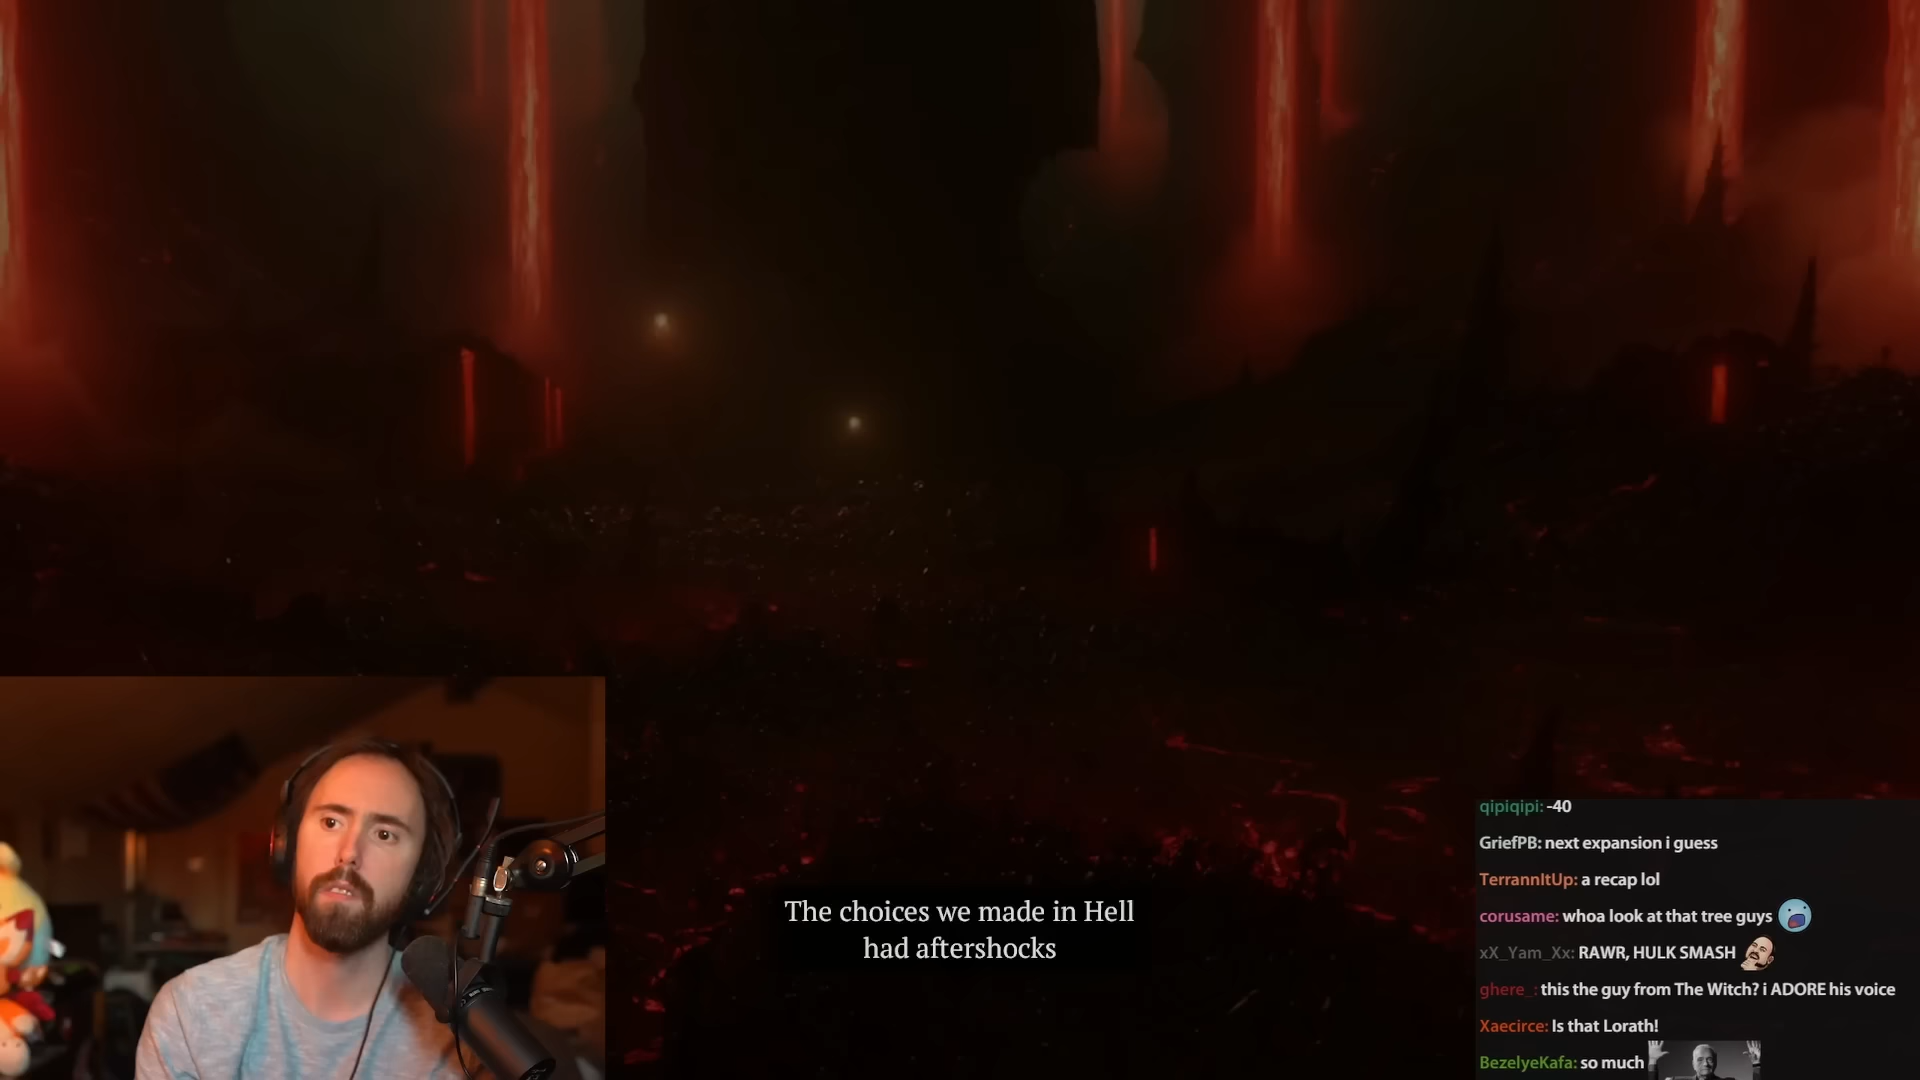 The choices we made in Hell
had aftershocks
qipiqipi: -40
GriefPB: next expansion i guess
TerrannItUp: a recap lol
corusame: whoa look at that tree guys
xX_Yam_Xx: RAWR, HULK SMASH
ghere_: this the guy from The Witch? i ADORE his voice
Xaecirce: Is that Lorath!
BezelyeKafa: so much